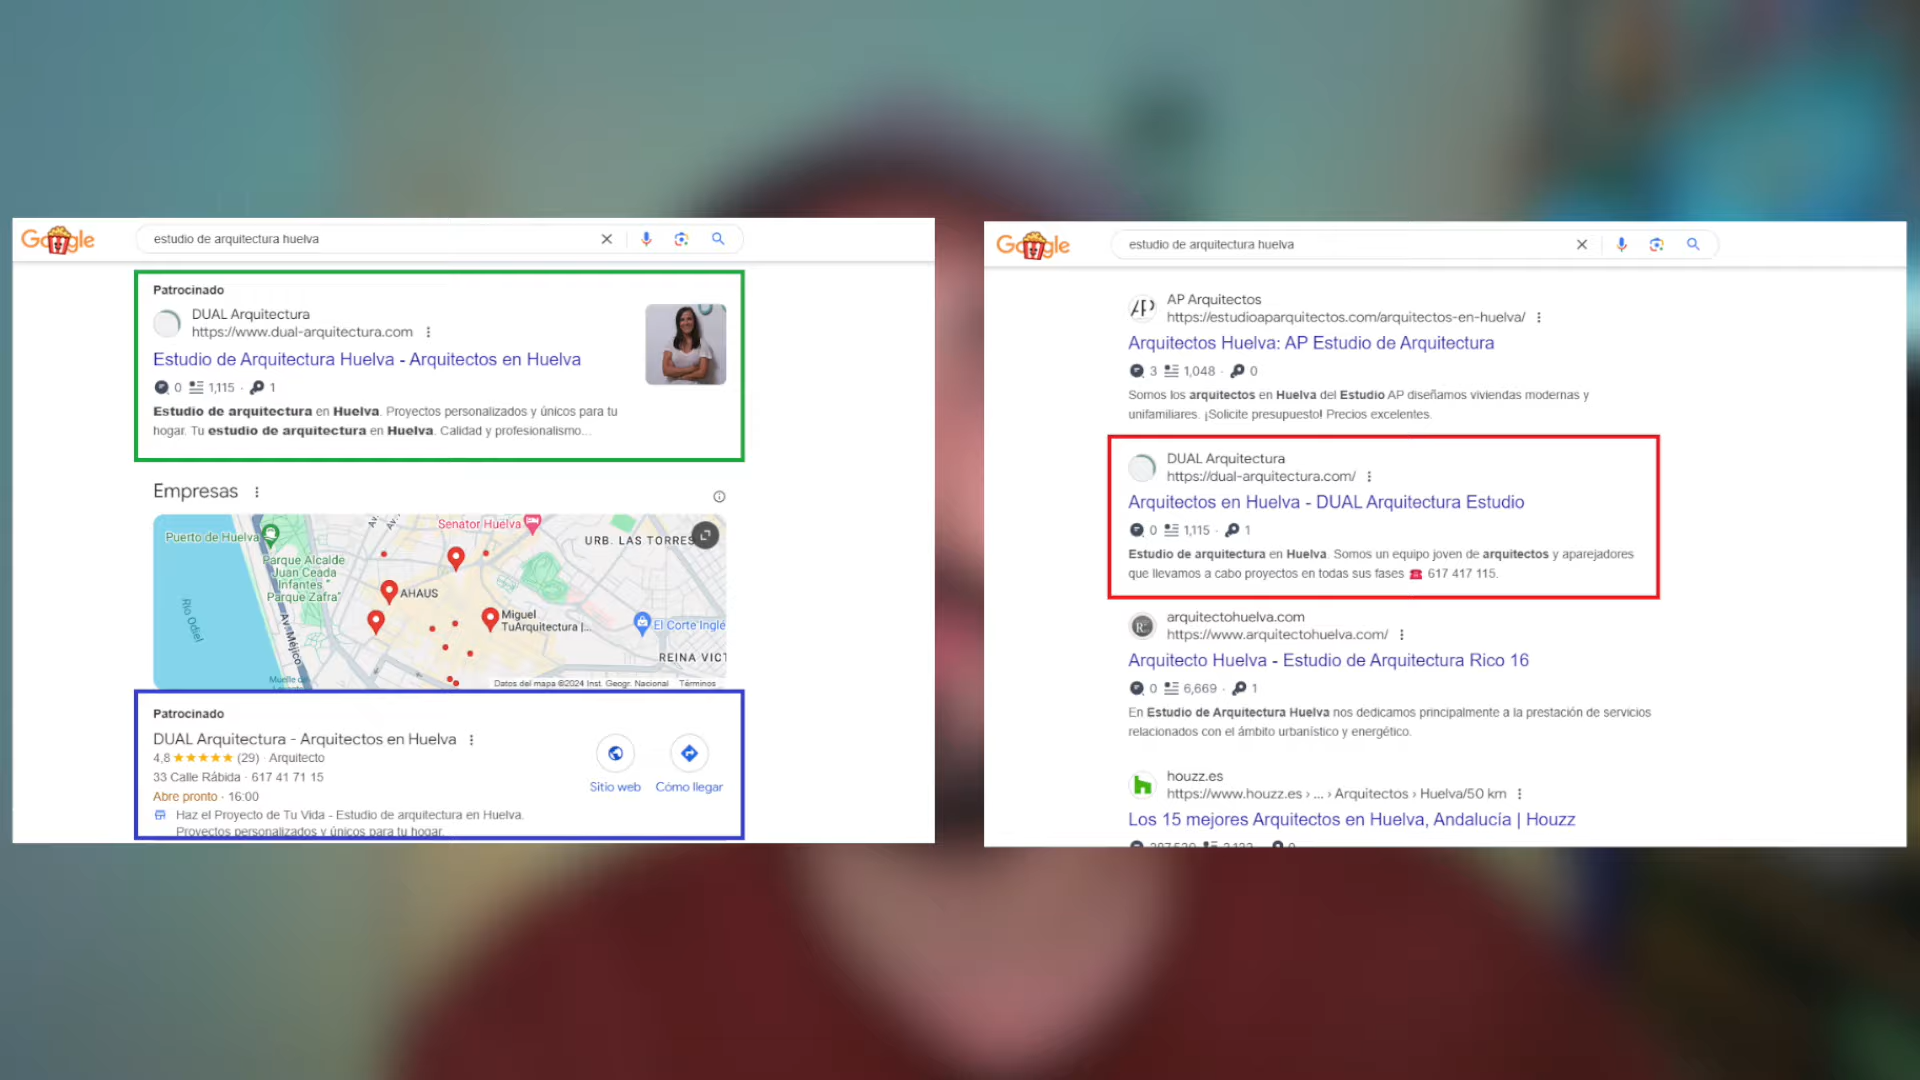 Google
estudio de arquitectura huelva
Patrocinado
DUAL Arquitectura
https://www.dual-arquitectura.com
Estudio de Arquitectura Huelva - Arquitectos en Huelva
0 1,115 · 1
Estudio de arquitectura en Huelva. Proyectos personalizados y únicos para tu
hogar. Tu estudio de arquitectura en Huelva. Calidad y profesionalismo...
Empresas
Senator Huelva
Puerto de Huelva
URB. LAS TORRES
Av.
Av.
Parque Alcalde
Juan Ceada
Infantes "
Parque Zafra"
AHAUS
Río Odiel
Av. Méjico
Miguel
TuArquitectura |...
El Corte Ingle
REINA VICT
Muelle de
Datos del mapa ©2024 Inst. Geogr. Nacional Términos
Patrocinado
DUAL Arquitectura - Arquitectos en Huelva
4,8 (29) · Arquitecto
33 Calle Rábida · 617 41 71 15
Abre pronto · 16:00
Haz el Proyecto de Tu Vida - Estudio de arquitectura en Huelva.
Proyectos personalizados y únicos para tu hogar.
Sitio web
Cómo llegar
Google
estudio de arquitectura huelva
AP
AP Arquitectos
https://estudioaparquitectos.com/arquitectos-en-huelva/
Arquitectos Huelva: AP Estudio de Arquitectura
3 1,048 · 0
Somos los arquitectos en Huelva del Estudio AP diseñamos viviendas modernas y
unifamiliares. ¡Solicite presupuesto! Precios excelentes.
DUAL Arquitectura
https://dual-arquitectura.com/
Arquitectos en Huelva - DUAL Arquitectura Estudio
0 1,115 · 1
Estudio de arquitectura en Huelva. Somos un equipo joven de arquitectos y aparejadores
que llevamos a cabo proyectos en todas sus fases ☎️ 617 417 115.
arquitectohuelva.com
https://www.arquitectohuelva.com/
Arquitecto Huelva - Estudio de Arquitectura Rico 16
0 6,669 · 1
En Estudio de Arquitectura Huelva nos dedicamos principalmente a la prestación de servicios
relacionados con el ámbito urbanístico y energético.
houzz.es
https://www.houzz.es › ... › Arquitectos › Huelva/50 km
Los 15 mejores Arquitectos en Huelva, Andalucía | Houzz